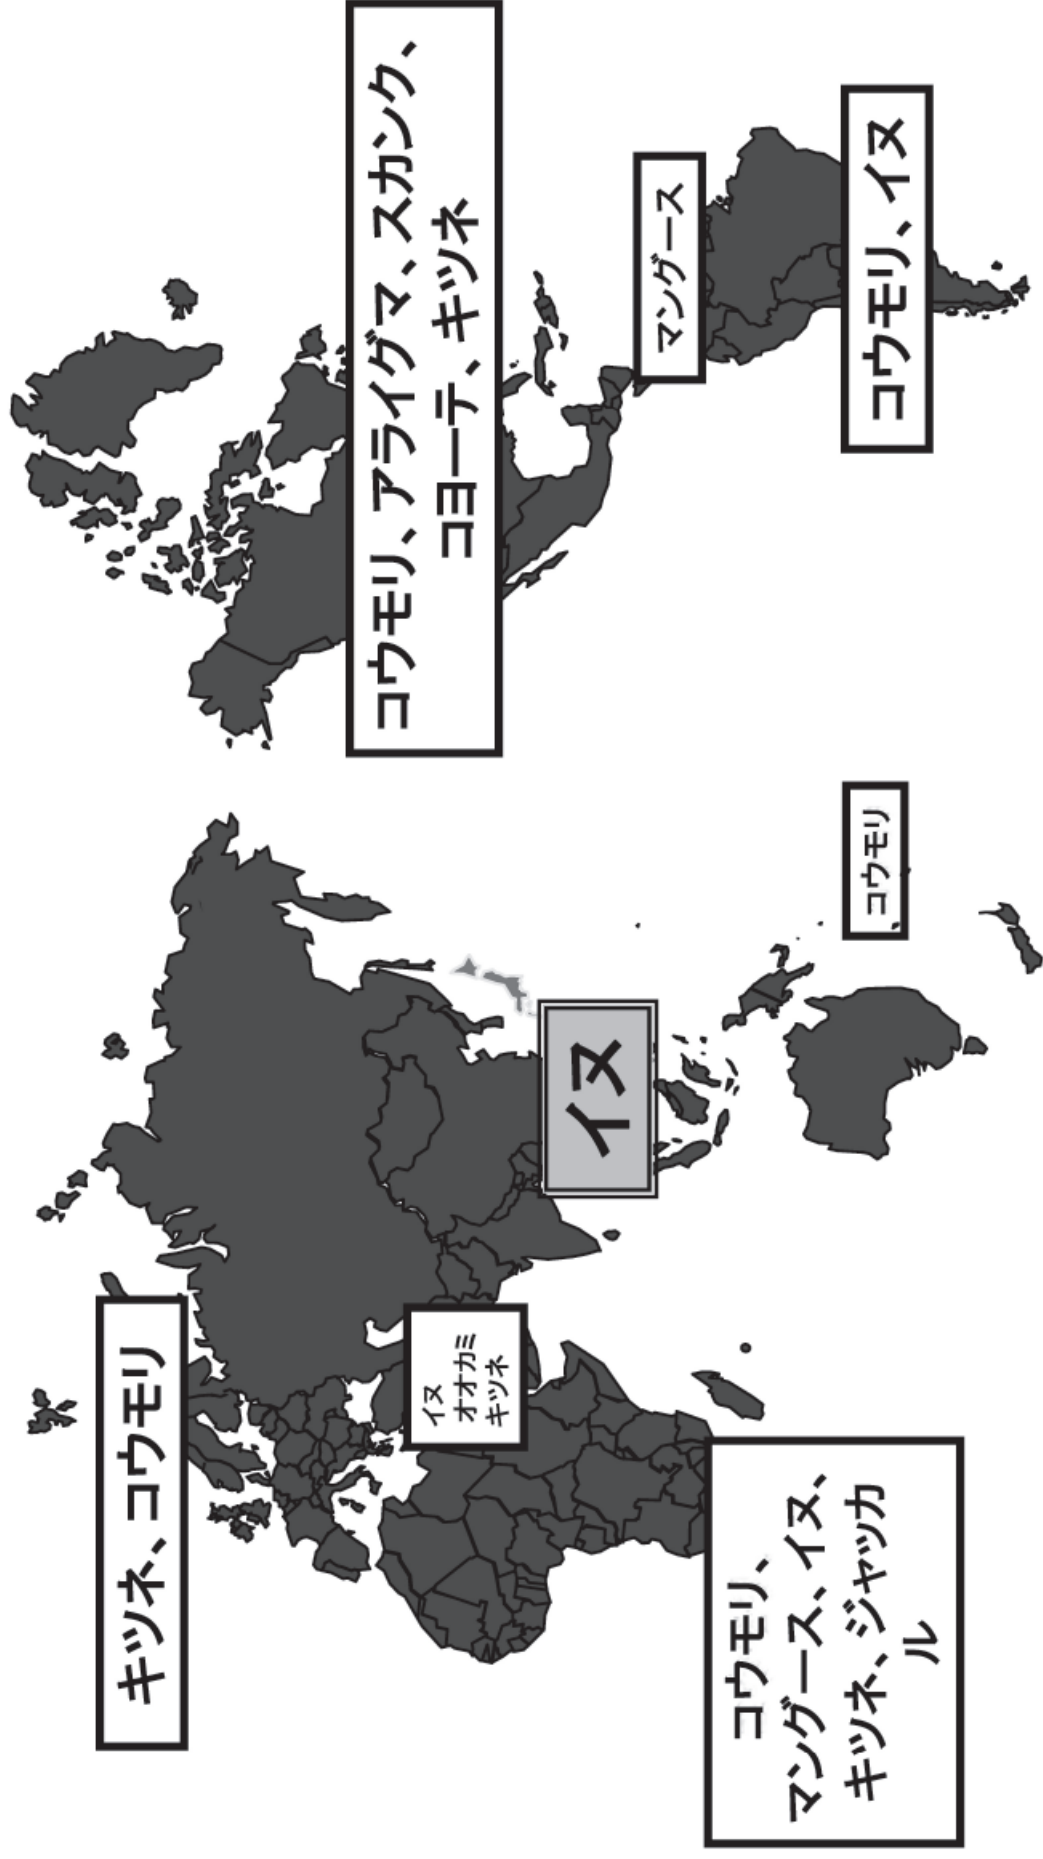 キツネ、コウモリ
コウモリ、アライグマ、スカンク、
コヨーテ、キツネ
イヌ
オオカミ
キツネ
イヌ
マングース
コウモリ、
マングース、イヌ、
キツネ、ジャッカ
ル
コウモリ
コウモリ、イヌ